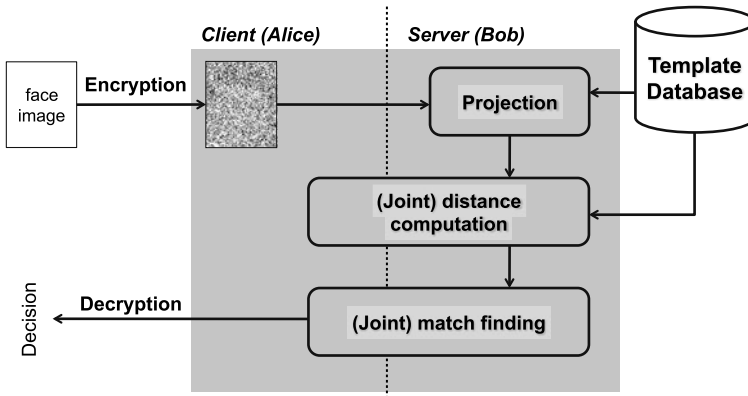 Client (Alice)
Server (Bob)
Template
Database
face
image
Encryption
Projection
(Joint) distance
computation
Decryption
(Joint) match finding
Decision